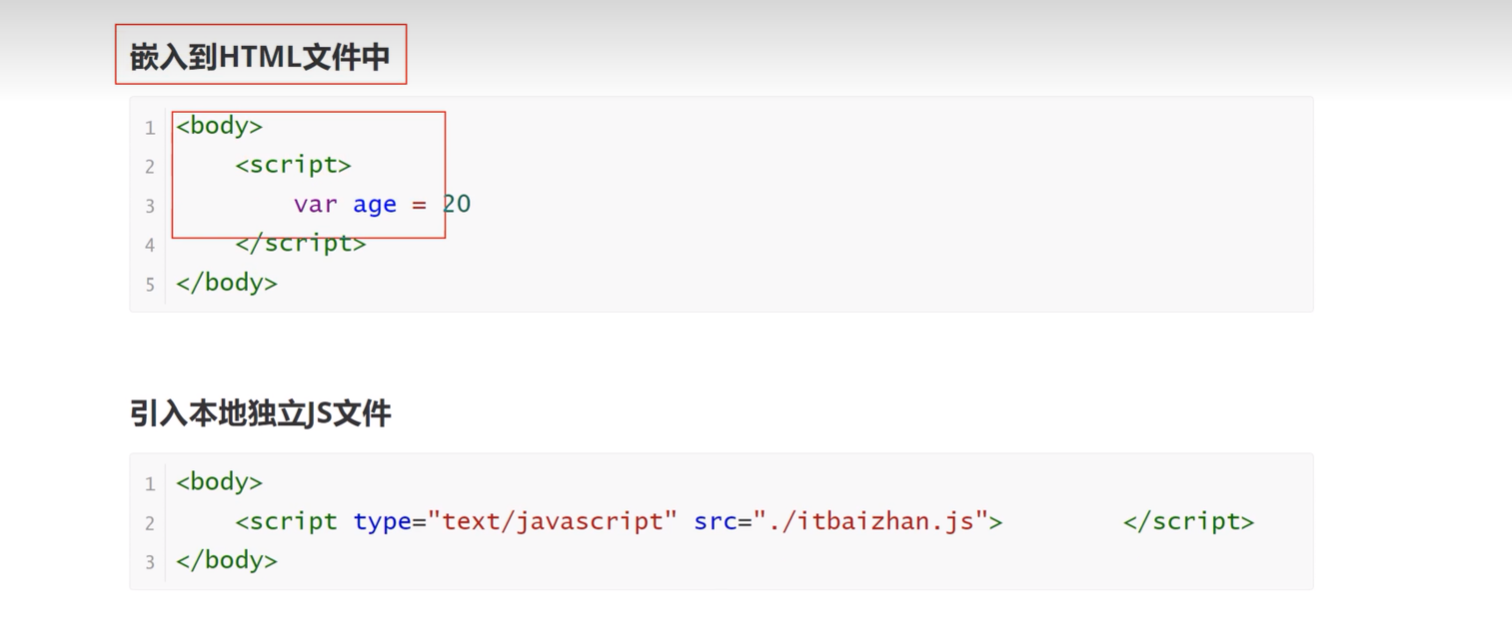 嵌入到HTML文件中
1 <body>
2     <script>
3         var age = 20
4     </script>
5 </body>
引入本地独立JS文件
1 <body>
2     <script type="text/javascript" src="./itbaizhan.js">        </script>
3 </body>